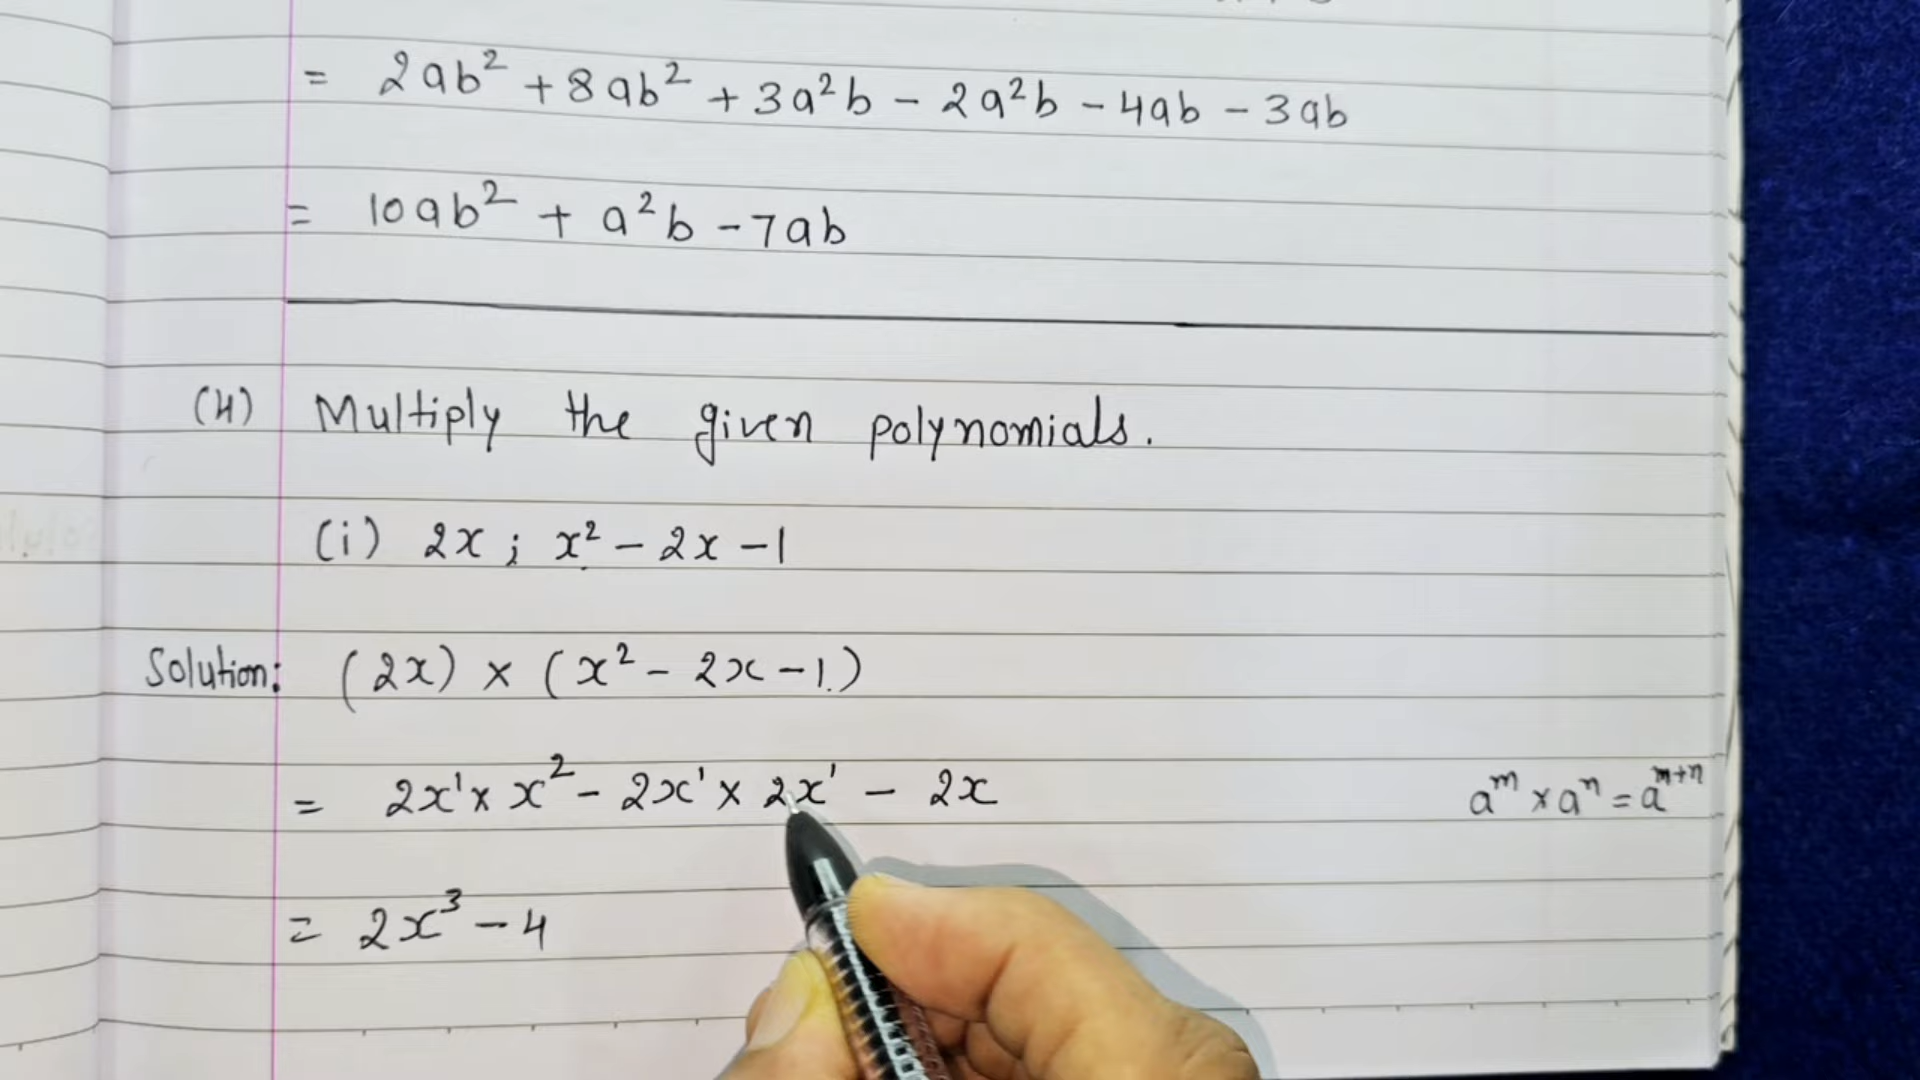 = 2ab² + 8ab² + 3a²b - 2a²b - 4ab - 3ab
= 10ab² + a²b - 7ab
(4) Multiply the given polynomials.
(i) 2x ; x² - 2x - 1
Solution: (2x) × (x² - 2x - 1)
= 2x¹ × x² - 2x¹ × 2x¹ - 2x
aᵐ × aⁿ = aᵐ⁺ⁿ
= 2x³ - 4